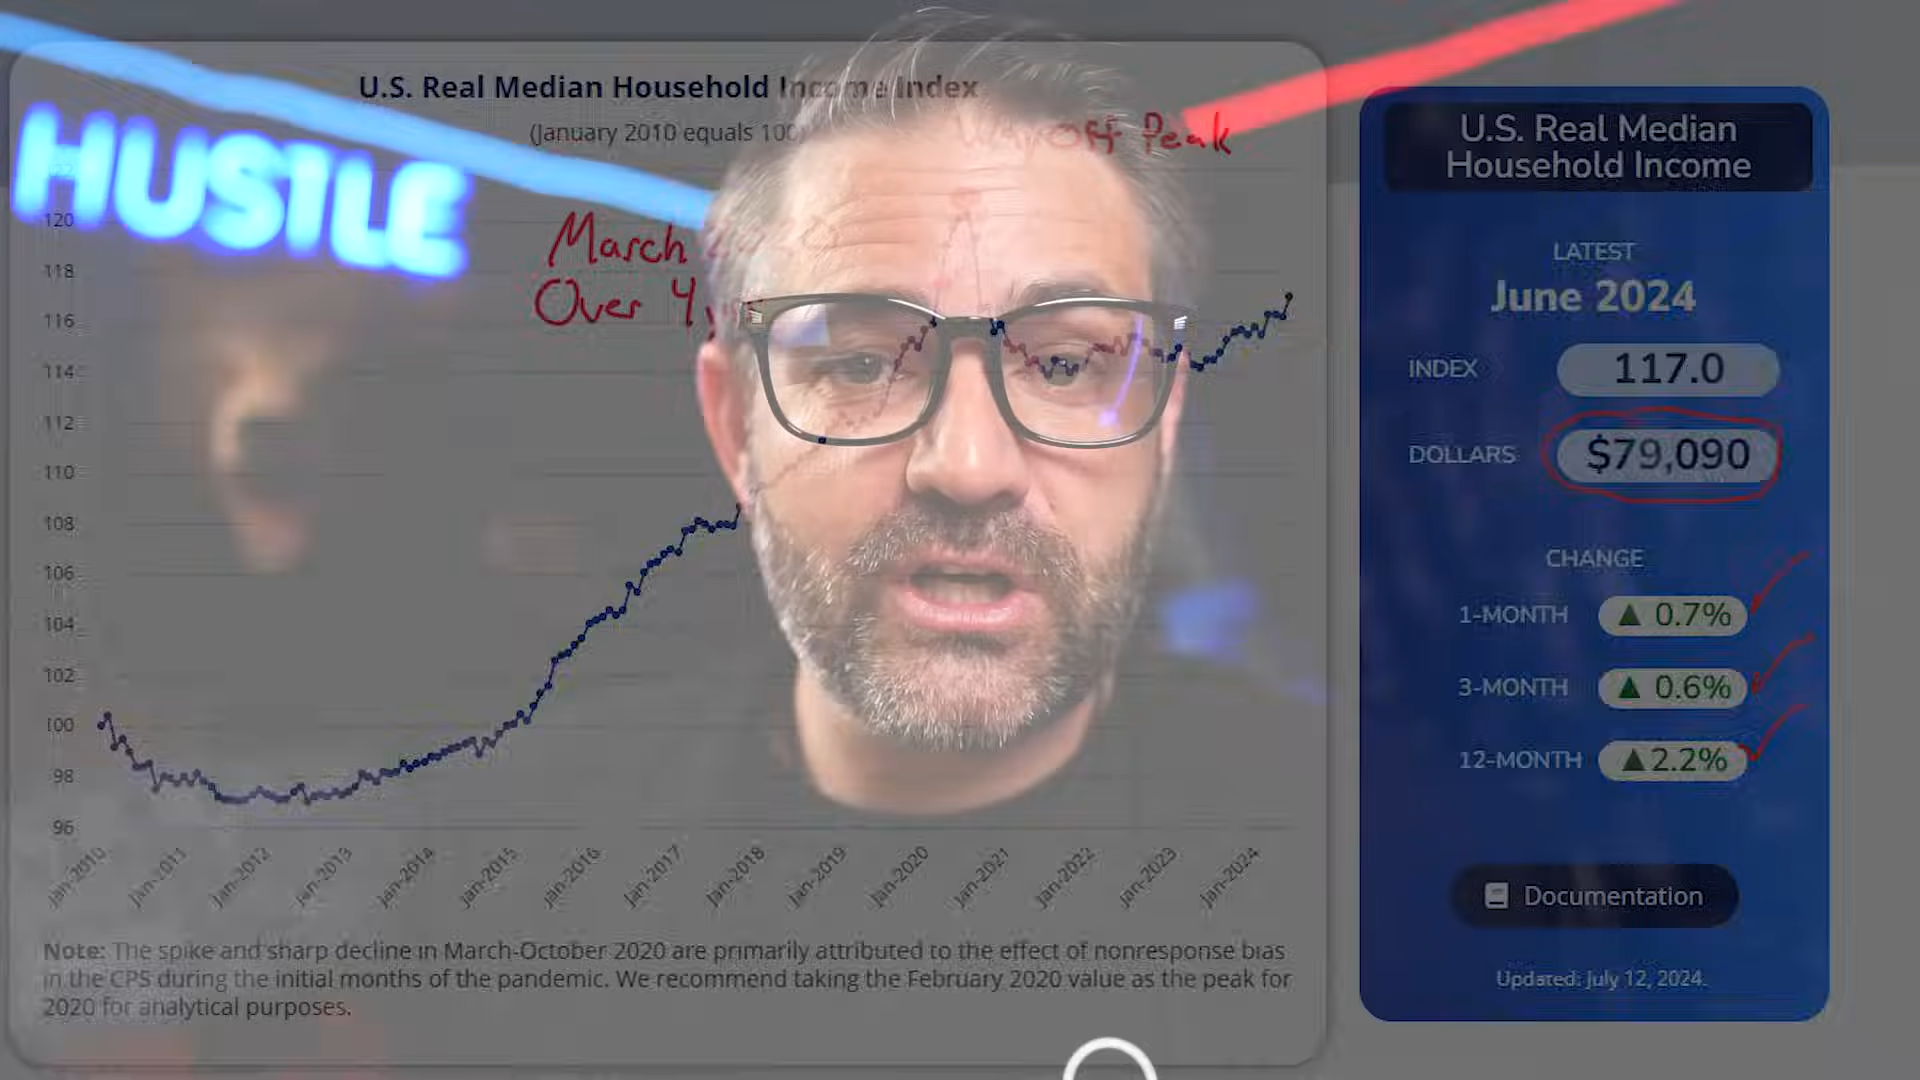 U.S. Real Median Household Income Index
(January 2010 equals 100)
Way Off Peak
HUSTLE
March
Over 4
122
120
118
116
114
112
110
108
106
104
102
100
98
96
Jan-2010
Jan-2011
Jan-2012
Jan-2013
Jan-2014
Jan-2015
Jan-2016
Jan-2017
Jan-2018
Jan-2019
Jan-2020
Jan-2021
Jan-2022
Jan-2023
Jan-2024
Note: The spike and sharp decline in March-October 2020 are primarily attributed to the effect of nonresponse bias
in the CPS during the initial months of the pandemic. We recommend taking the February 2020 value as the peak for
2020 for analytical purposes.
U.S. Real Median
Household Income
LATEST
June 2024
INDEX 117.0
DOLLARS $79,090
CHANGE
1-MONTH ▲ 0.7%
3-MONTH ▲ 0.6%
12-MONTH ▲ 2.2%
Documentation
Updated: July 12, 2024.